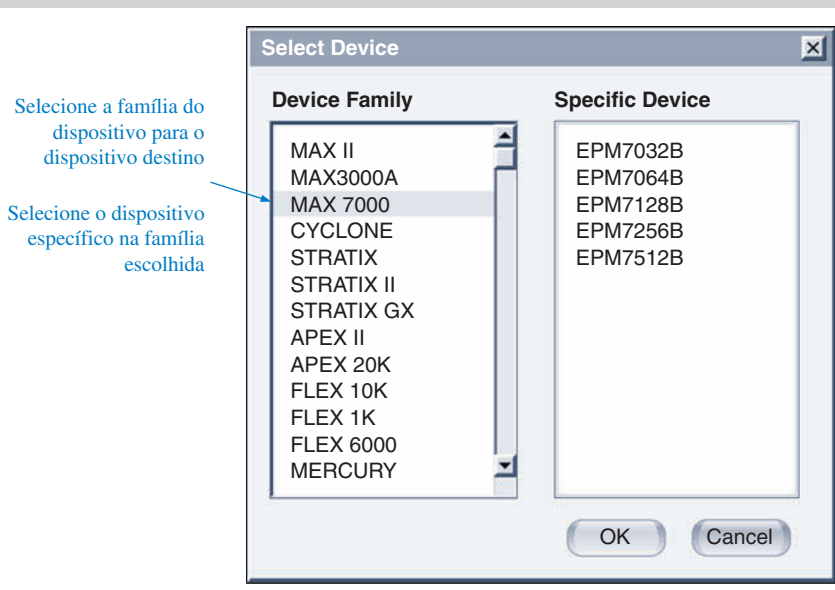 Select Device
Selecione a família do
dispositivo para o
dispositivo destino
Selecione o dispositivo
específico na família
escolhida
Device Family
MAX II
MAX3000A
MAX 7000
CYCLONE
STRATIX
STRATIX II
STRATIX GX
APEX II
APEX 20K
FLEX 10K
FLEX 1K
FLEX 6000
MERCURY
Specific Device
EPM7032B
EPM7064B
EPM7128B
EPM7256B
EPM7512B
OK
Cancel